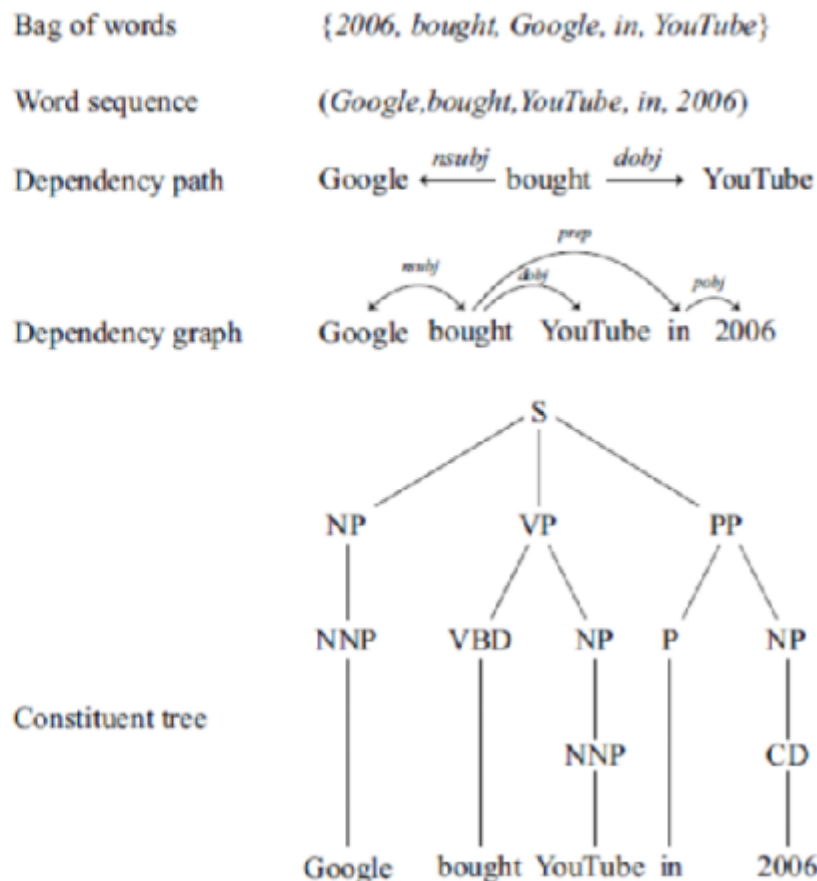 Bag of words {2006, bought, Google, in, YouTube}
Word sequence (Google,bought,YouTube, in, 2006)
nsubj dobj
Dependency path Google bought YouTube
prep
nsubj dobj pobj
Dependency graph Google bought YouTube in 2006
S
NP VP PP
NNP VBD NP P NP
Constituent tree
NNP CD
Google bought YouTube in 2006